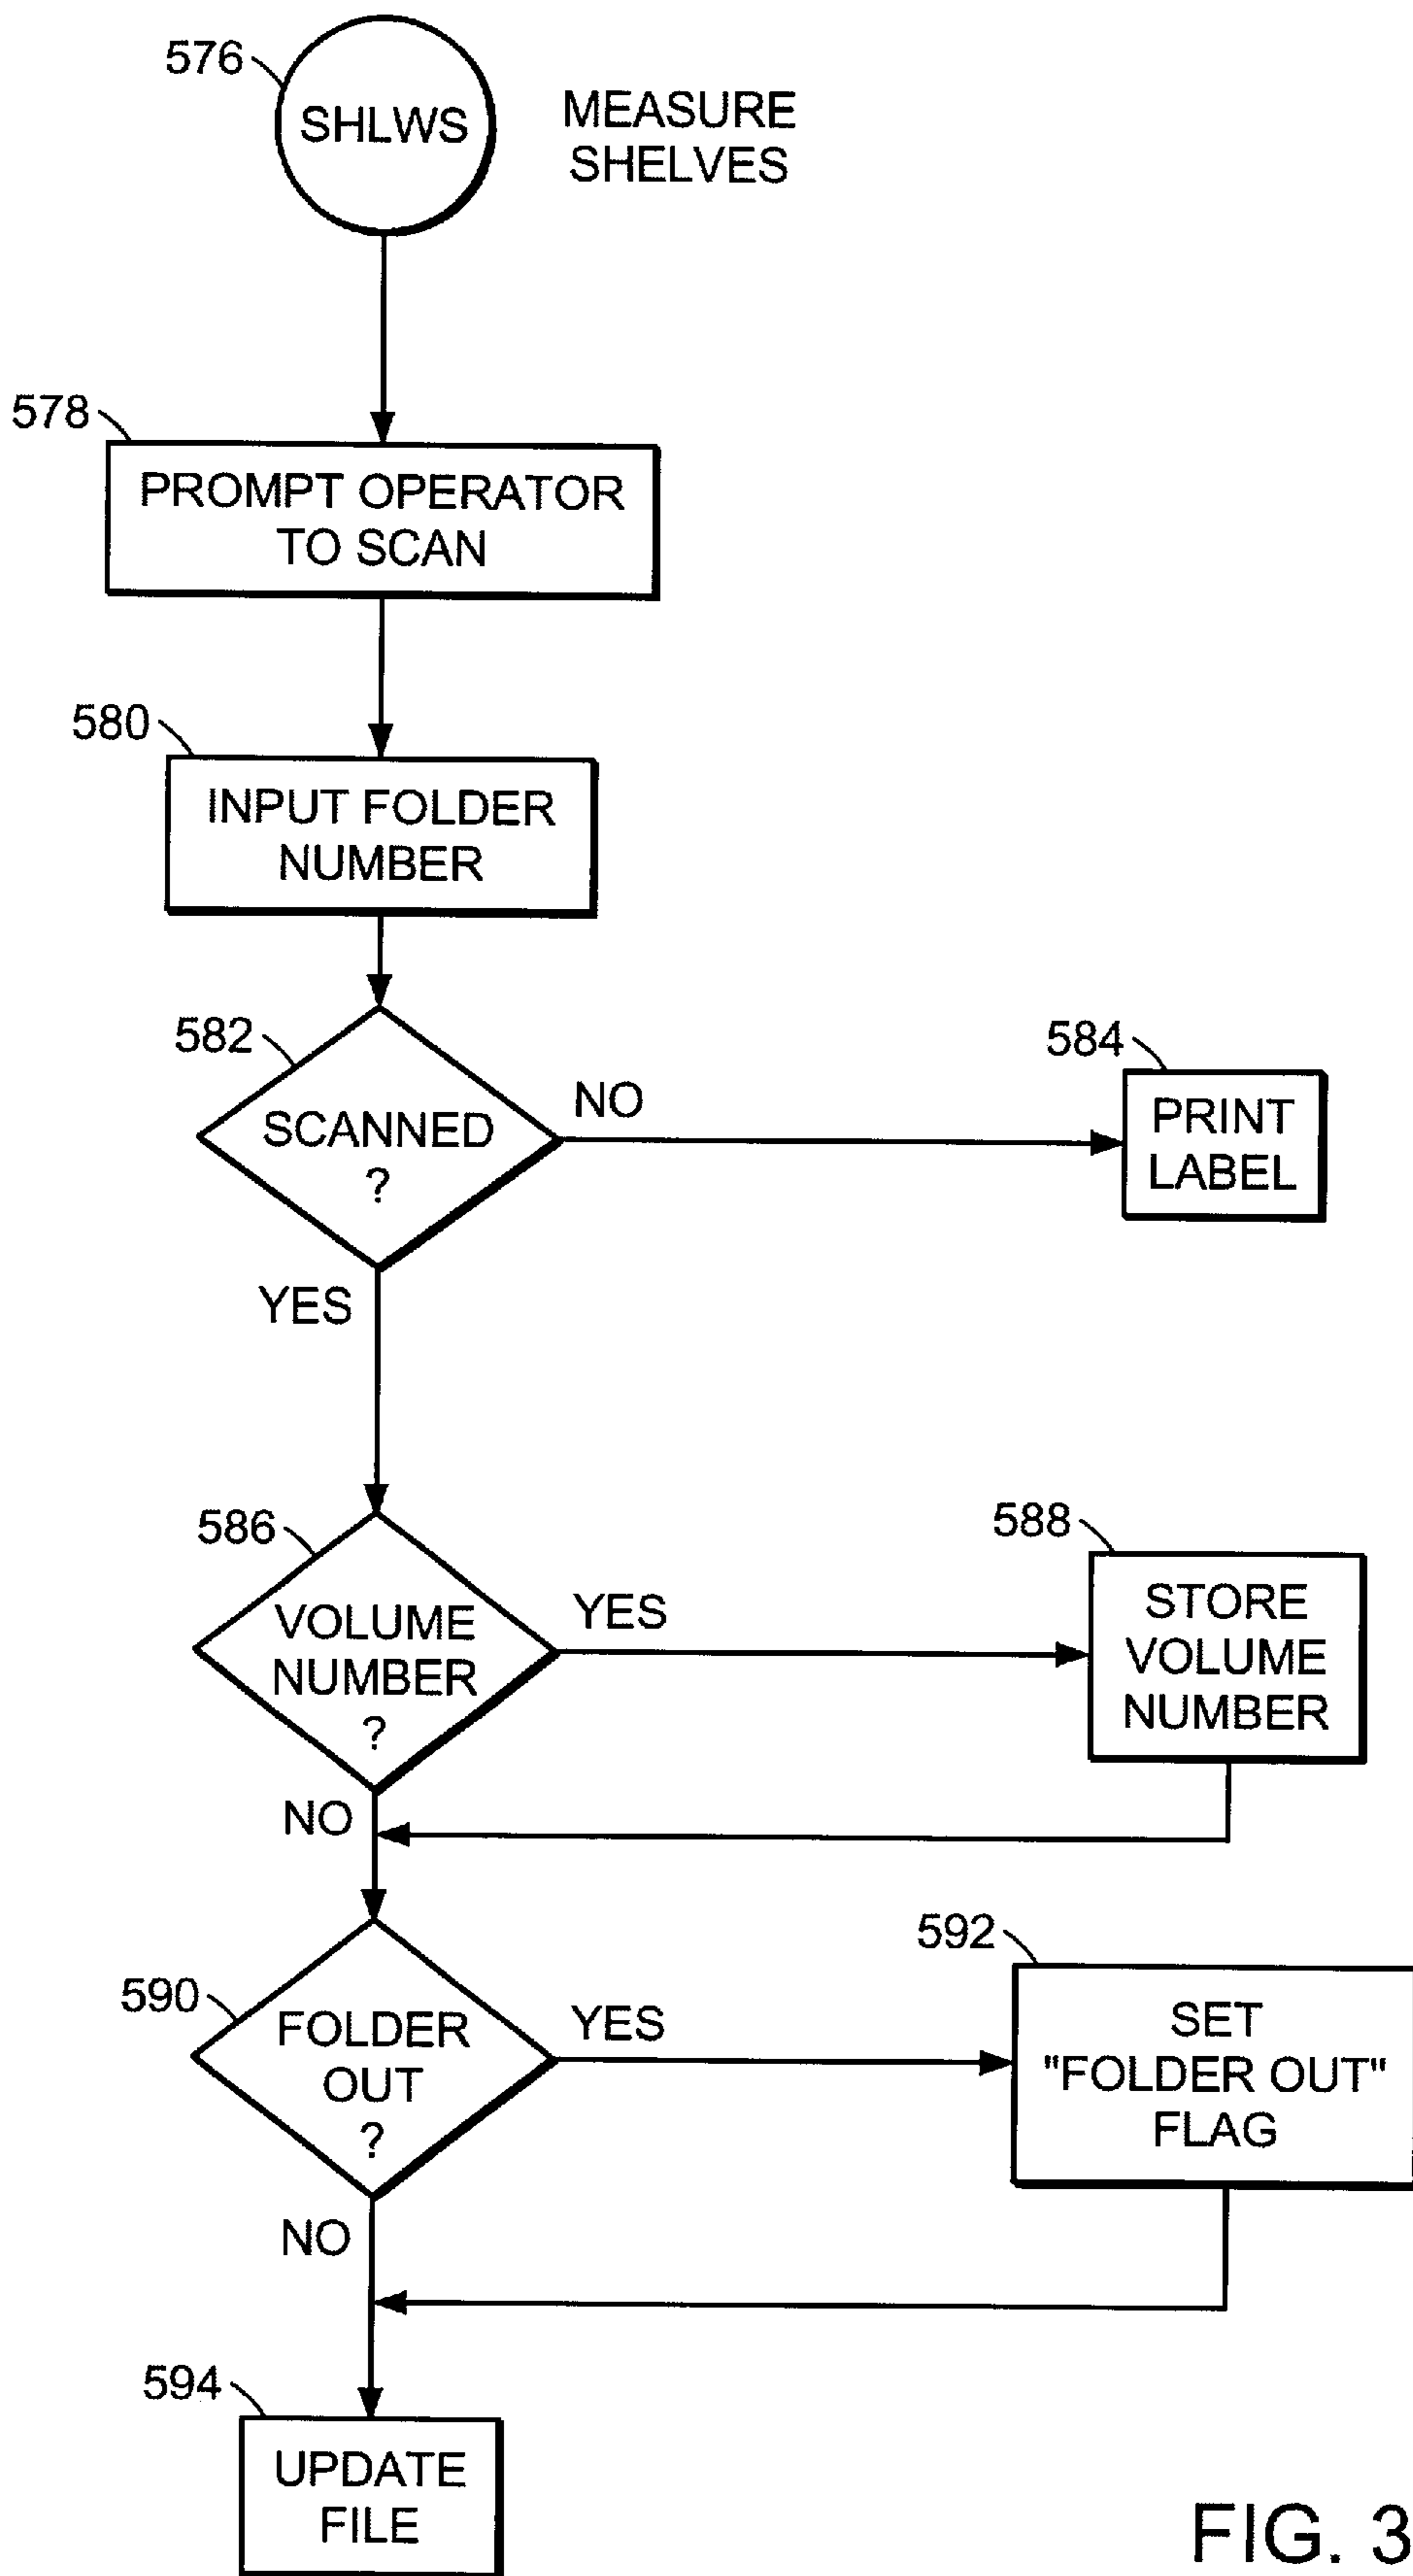 576
SHLWS
MEASURE
SHELVES
578
PROMPT OPERATOR
TO SCAN
580
INPUT FOLDER
NUMBER
582
SCANNED
?
NO
584
PRINT
LABEL
YES
586
VOLUME
NUMBER
?
YES
588
STORE
VOLUME
NUMBER
NO
590
FOLDER
OUT
?
YES
592
SET
"FOLDER OUT"
FLAG
NO
594
UPDATE
FILE
FIG. 3